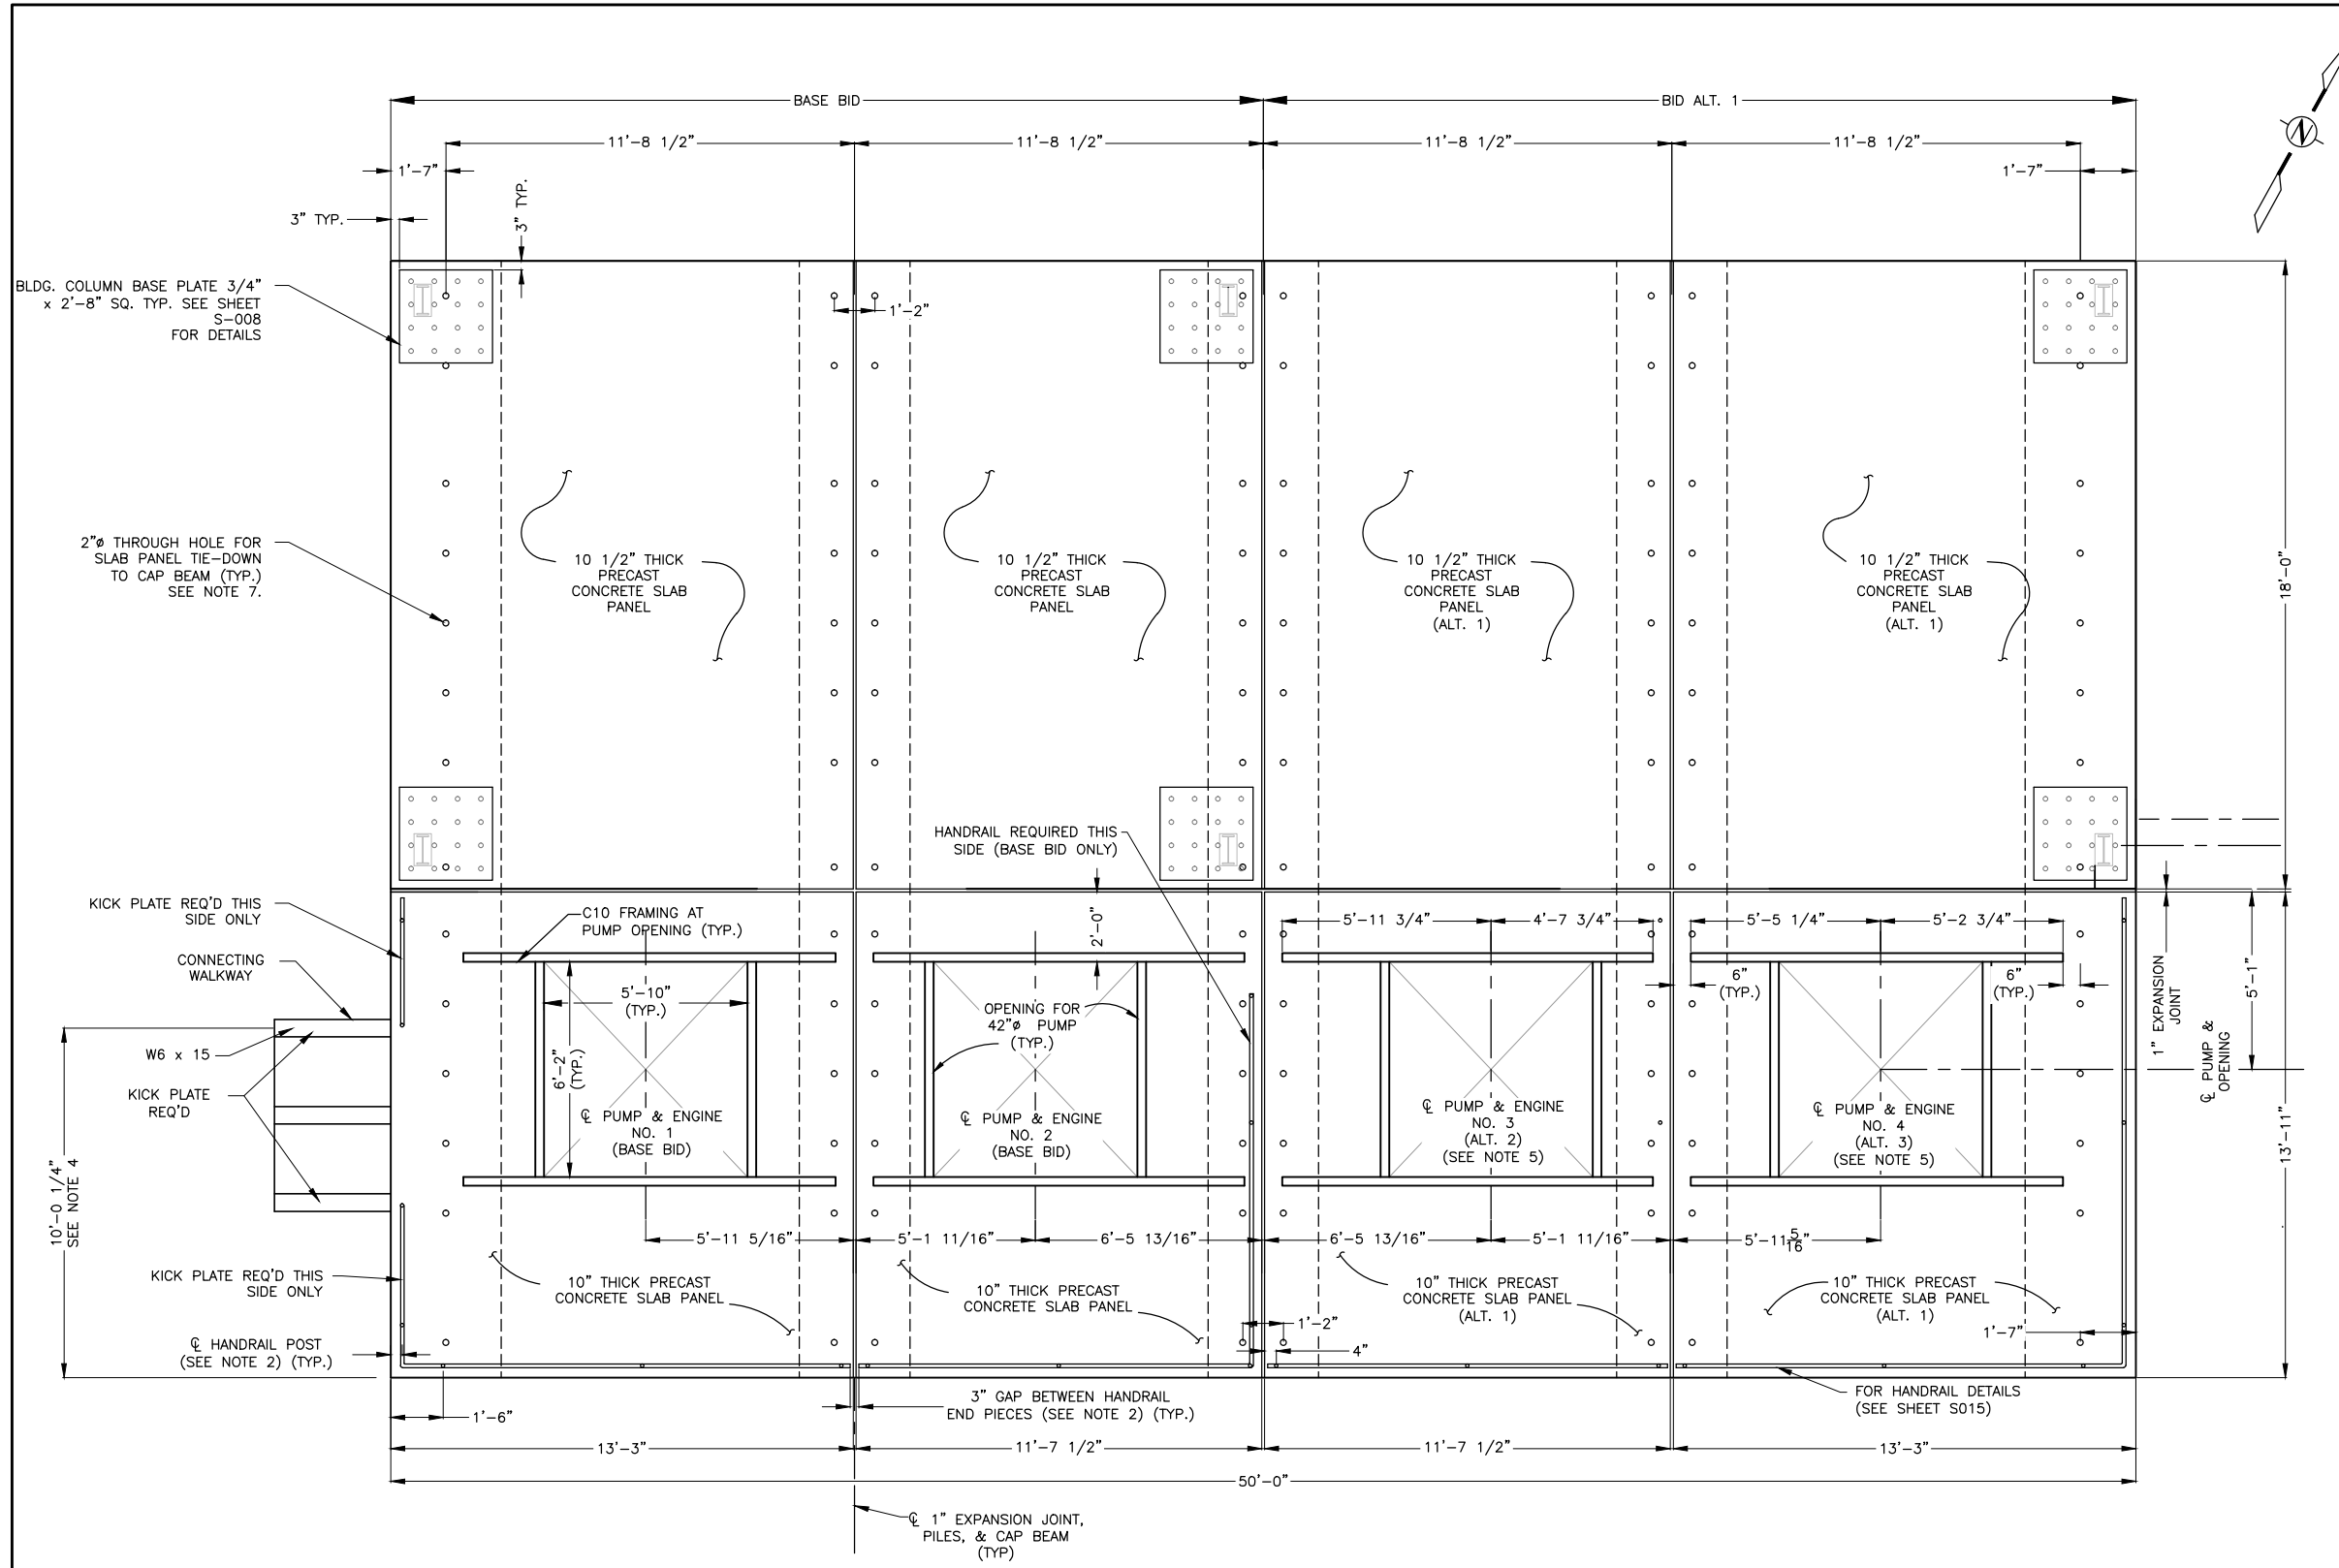 BASE BID
BID ALT. 1
11'-8 1/2"
11'-8 1/2"
11'-8 1/2"
11'-8 1/2"
N
1'-7"
1'-7"
3" TYP.
3" TYP.
BLDG. COLUMN BASE PLATE 3/4"
x 2'-8" SQ. TYP. SEE SHEET
S-008
FOR DETAILS
1'-2"
2"ø THROUGH HOLE FOR
SLAB PANEL TIE-DOWN
TO CAP BEAM (TYP.)
SEE NOTE 7.
10 1/2" THICK
PRECAST
CONCRETE SLAB
PANEL
10 1/2" THICK
PRECAST
CONCRETE SLAB
PANEL
10 1/2" THICK
PRECAST
CONCRETE SLAB
PANEL
(ALT. 1)
10 1/2" THICK
PRECAST
CONCRETE SLAB
PANEL
(ALT. 1)
18'-0"
HANDRAIL REQUIRED THIS
SIDE (BASE BID ONLY)
KICK PLATE REQ'D THIS
SIDE ONLY
C10 FRAMING AT
PUMP OPENING (TYP.)
2'-0"
5'-11 3/4"
4'-7 3/4"
5'-5 1/4"
5'-2 3/4"
CONNECTING
WALKWAY
5'-10"
(TYP.)
6'-2"
(TYP.)
OPENING FOR
42"ø PUMP
(TYP.)
6"
(TYP.)
6"
(TYP.)
1" EXPANSION
JOINT
5'-1"
℄ PUMP &
OPENING
13'-11"
W6 x 15
KICK PLATE
REQ'D
10'-0 1/4"
SEE NOTE 4
℄ PUMP & ENGINE
NO. 1
(BASE BID)
℄ PUMP & ENGINE
NO. 2
(BASE BID)
℄ PUMP & ENGINE
NO. 3
(ALT. 2)
(SEE NOTE 5)
℄ PUMP & ENGINE
NO. 4
(ALT. 3)
(SEE NOTE 5)
5'-11 5/16"
5'-1 11/16"
6'-5 13/16"
6'-5 13/16"
5'-1 11/16"
5'-11 5/16"
KICK PLATE REQ'D THIS
SIDE ONLY
10" THICK PRECAST
CONCRETE SLAB PANEL
10" THICK PRECAST
CONCRETE SLAB PANEL
10" THICK PRECAST
CONCRETE SLAB PANEL
(ALT. 1)
10" THICK PRECAST
CONCRETE SLAB PANEL
(ALT. 1)
1'-2"
1'-7"
4"
℄ HANDRAIL POST
(SEE NOTE 2) (TYP.)
1'-6"
3" GAP BETWEEN HANDRAIL
END PIECES (SEE NOTE 2) (TYP.)
FOR HANDRAIL DETAILS
(SEE SHEET S015)
13'-3"
11'-7 1/2"
11'-7 1/2"
13'-3"
50'-0"
℄ 1" EXPANSION JOINT,
PILES, & CAP BEAM
(TYP)